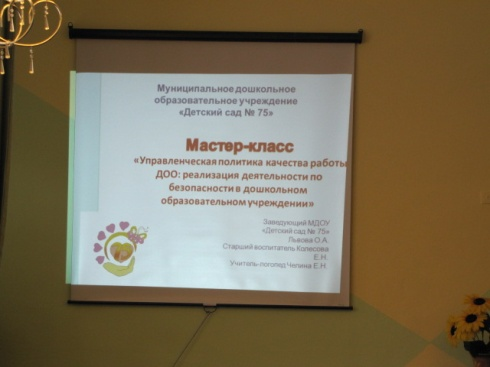 Муниципальное дошкольное
образовательное учреждение
«Детский сад № 75»
Мастер-класс
«Управленческая политика качества работы
ДОО: реализация деятельности по
безопасности в дошкольном
образовательном учреждении»
Заведующий МДОУ
«Детский сад № 75»
Львова О.А.
Старший воспитатель Колесова
Е.Н.
Учитель-логопед Чепина Е.Н.